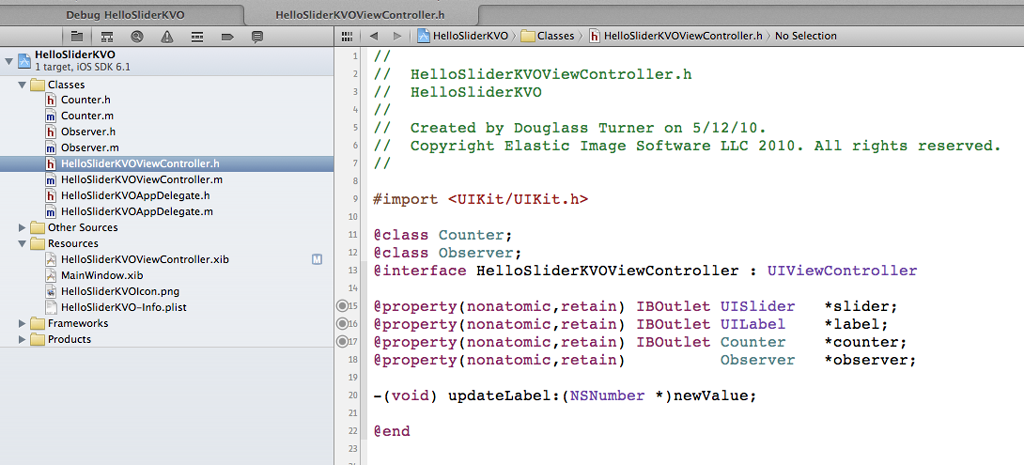 Debug HelloSliderKVO
HelloSliderKVOViewController.h
HelloSliderKVO
1 target, iOS SDK 6.1
Classes
h Counter.h
m Counter.m
h Observer.h
m Observer.m
h HelloSliderKVOViewController.h
m HelloSliderKVOViewController.m
h HelloSliderKVOAppDelegate.h
m HelloSliderKVOAppDelegate.m
Other Sources
Resources
HelloSliderKVOViewController.xib M
MainWindow.xib
HelloSliderKVOIcon.png
HelloSliderKVO-Info.plist
Frameworks
Products
HelloSliderKVO Classes h HelloSliderKVOViewController.h No Selection
1 //
2 //  HelloSliderKVOViewController.h
3 //  HelloSliderKVO
4 //
5 //  Created by Douglass Turner on 5/12/10.
6 //  Copyright Elastic Image Software LLC 2010. All rights reserved.
7 //
8
9 #import <UIKit/UIKit.h>
10
11 @class Counter;
12 @class Observer;
13 @interface HelloSliderKVOViewController : UIViewController
14
15 @property(nonatomic,retain) IBOutlet UISlider   *slider;
16 @property(nonatomic,retain) IBOutlet UILabel    *label;
17 @property(nonatomic,retain) IBOutlet Counter    *counter;
18 @property(nonatomic,retain)          Observer   *observer;
19
20 -(void) updateLabel:(NSNumber *)newValue;
21
22 @end
23